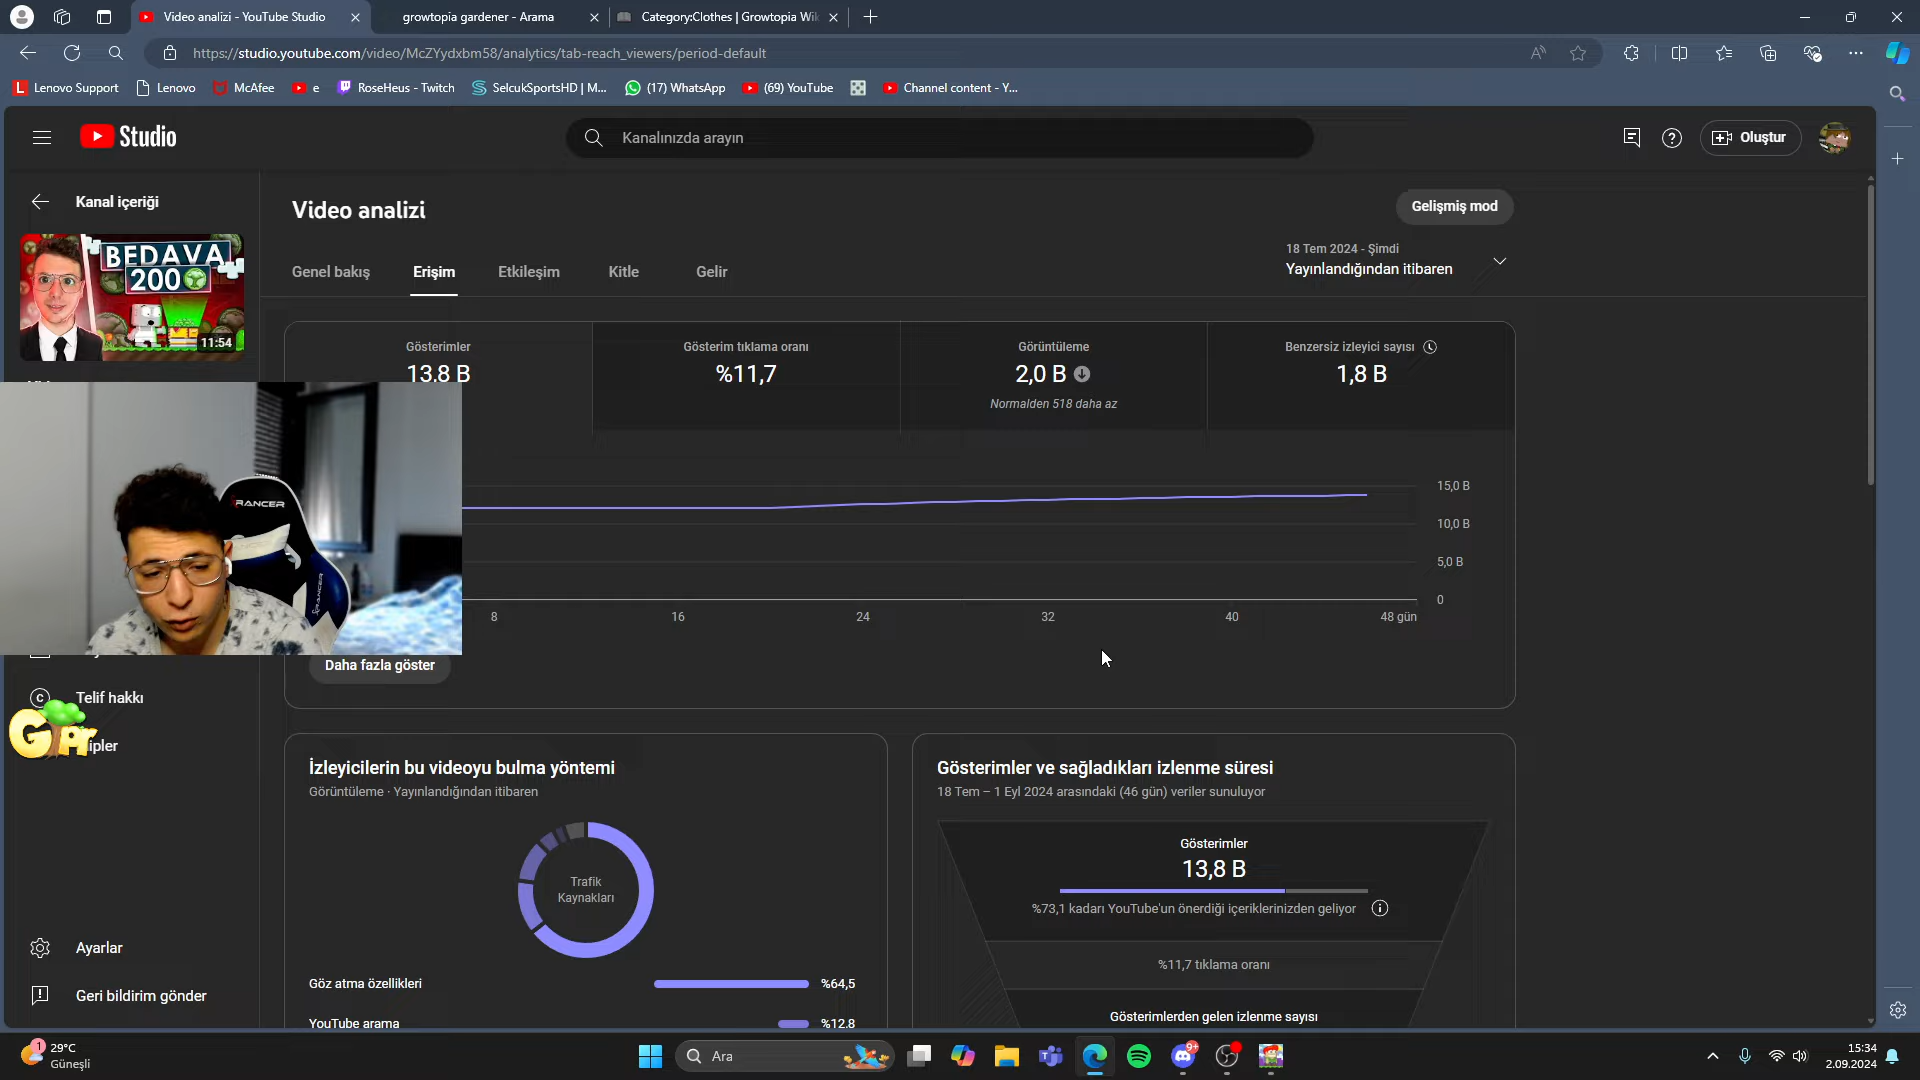 Video analizi - YouTube Studio
growtopia gardener - Arama
Category:Clothes | Growtopia Wik
https://studio.youtube.com/video/McZYydxbm58/analytics/tab-reach_viewers/period-default
Lenovo Support
Lenovo
McAfee
e
RoseHeus - Twitch
SelcukSportsHD | M...
(17) WhatsApp
(69) YouTube
Channel content - Y...
Studio
Kanalınızda arayın
Oluştur
Kanal içeriği
Video analizi
Gelişmiş mod
18 Tem 2024 - Şimdi
Yayınlandığından itibaren
Genel bakış
Erişim
Etkileşim
Kitle
Gelir
BEDAVA
200
11:54
Gösterimler
13,8 B
Gösterim tıklama oranı
%11,7
Görüntüleme
2,0 B
Normalden 518 daha az
Benzersiz izleyici sayısı
1,8 B
15,0 B
10,0 B
5,0 B
0
8
16
24
32
40
48 gün
RANCER
Daha fazla göster
Telif hakkı
GTPr
ipler
Ayarlar
Geri bildirim gönder
İzleyicilerin bu videoyu bulma yöntemi
Görüntüleme · Yayınlandığından itibaren
Trafik
Kaynakları
Göz atma özellikleri
%64,5
YouTube arama
%12,8
Gösterimler ve sağladıkları izlenme süresi
18 Tem – 1 Eyl 2024 arasındaki (46 gün) veriler sunuluyor
Gösterimler
13,8 B
%73,1 kadarı YouTube'un önerdiği içeriklerinizden geliyor
%11,7 tıklama oranı
Gösterimlerden gelen izlenme sayısı
1
29°C
Güneşli
Ara
9+
15:34
2.09.2024